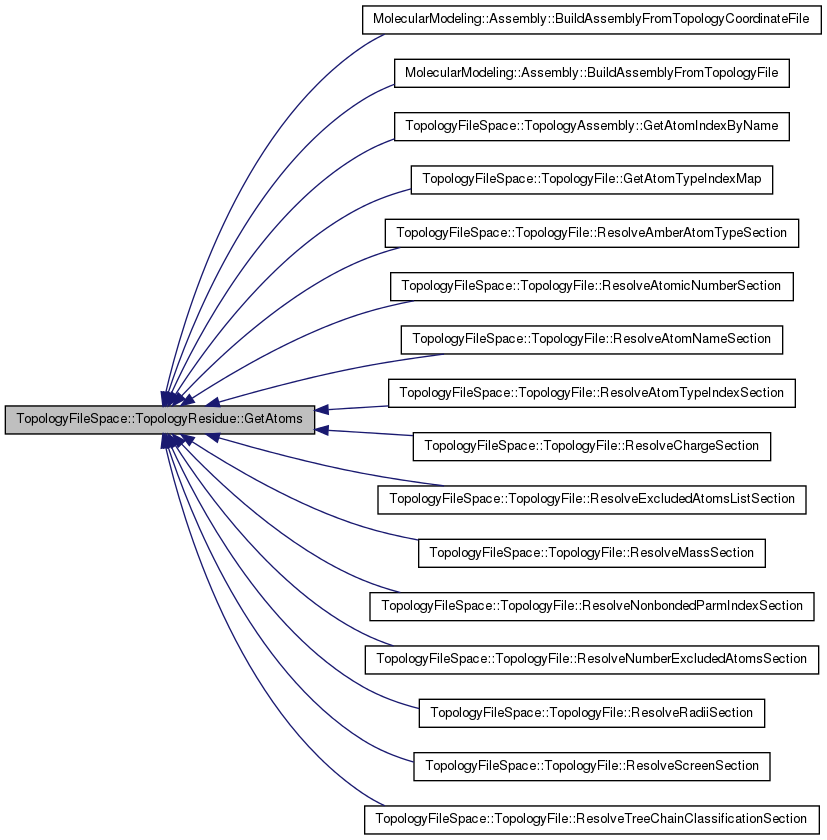 MolecularModeling::Assembly::BuildAssemblyFromTopologyCoordinateFile
MolecularModeling::Assembly::BuildAssemblyFromTopologyFile
TopologyFileSpace::TopologyAssembly::GetAtomIndexByName
TopologyFileSpace::TopologyFile::GetAtomTypeIndexMap
TopologyFileSpace::TopologyFile::ResolveAmberAtomTypeSection
TopologyFileSpace::TopologyFile::ResolveAtomicNumberSection
TopologyFileSpace::TopologyFile::ResolveAtomNameSection
TopologyFileSpace::TopologyFile::ResolveAtomTypeIndexSection
TopologyFileSpace::TopologyResidue::GetAtoms
TopologyFileSpace::TopologyFile::ResolveChargeSection
TopologyFileSpace::TopologyFile::ResolveExcludedAtomsListSection
TopologyFileSpace::TopologyFile::ResolveMassSection
TopologyFileSpace::TopologyFile::ResolveNonbondedParmIndexSection
TopologyFileSpace::TopologyFile::ResolveNumberExcludedAtomsSection
TopologyFileSpace::TopologyFile::ResolveRadiiSection
TopologyFileSpace::TopologyFile::ResolveScreenSection
TopologyFileSpace::TopologyFile::ResolveTreeChainClassificationSection